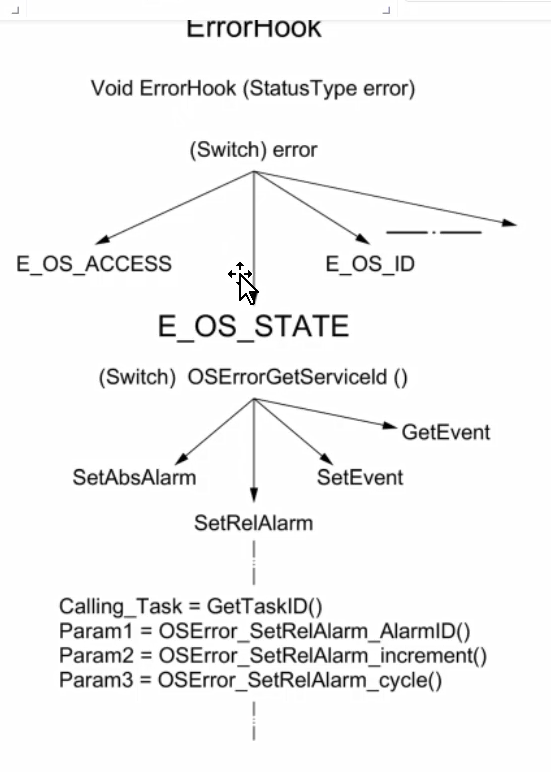 ErrorHook
Void ErrorHook (StatusType error)
(Switch) error
E_OS_ACCESS
E_OS_ID
E_OS_STATE
(Switch) OSErrorGetServiceId ()
GetEvent
SetAbsAlarm
SetEvent
SetRelAlarm
Calling_Task = GetTaskID()
Param1 = OSError_SetRelAlarm_AlarmID()
Param2 = OSError_SetRelAlarm_increment()
Param3 = OSError_SetRelAlarm_cycle()